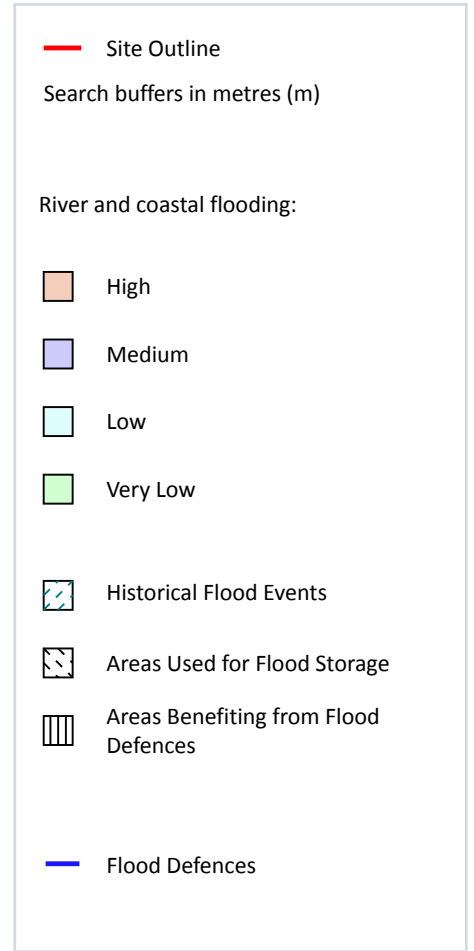 Site Outline
Search buffers in metres (m)
River and coastal flooding:
High
Medium
Low
Very Low
Historical Flood Events
Areas Used for Flood Storage
Areas Benefiting from Flood
Defences
Flood Defences